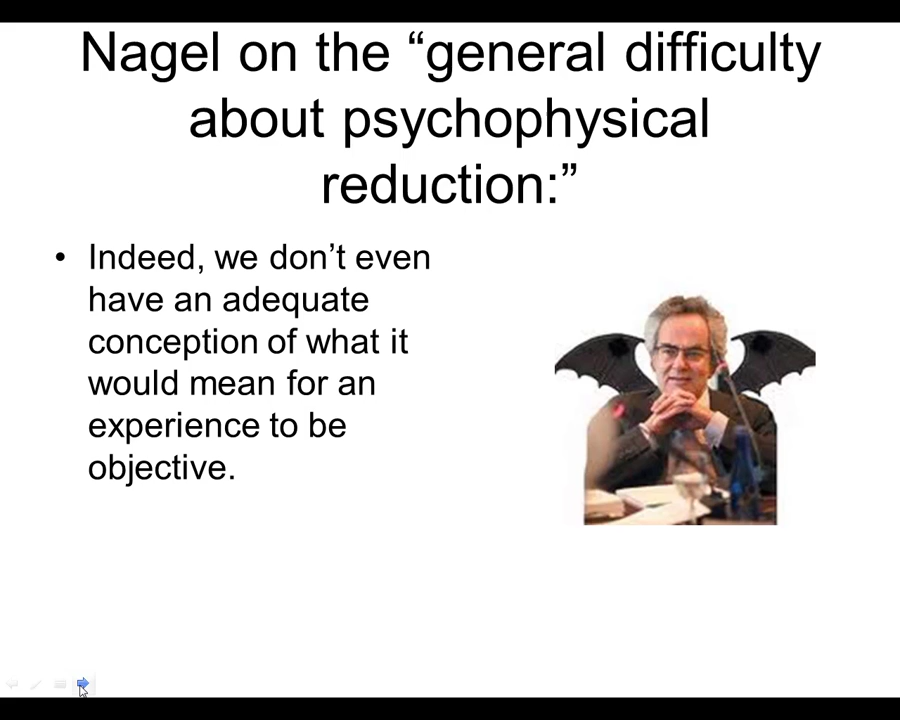 Nagel on the “general difficulty
about psychophysical
reduction:”
• Indeed, we don’t even
have an adequate
conception of what it
would mean for an
experience to be
objective.